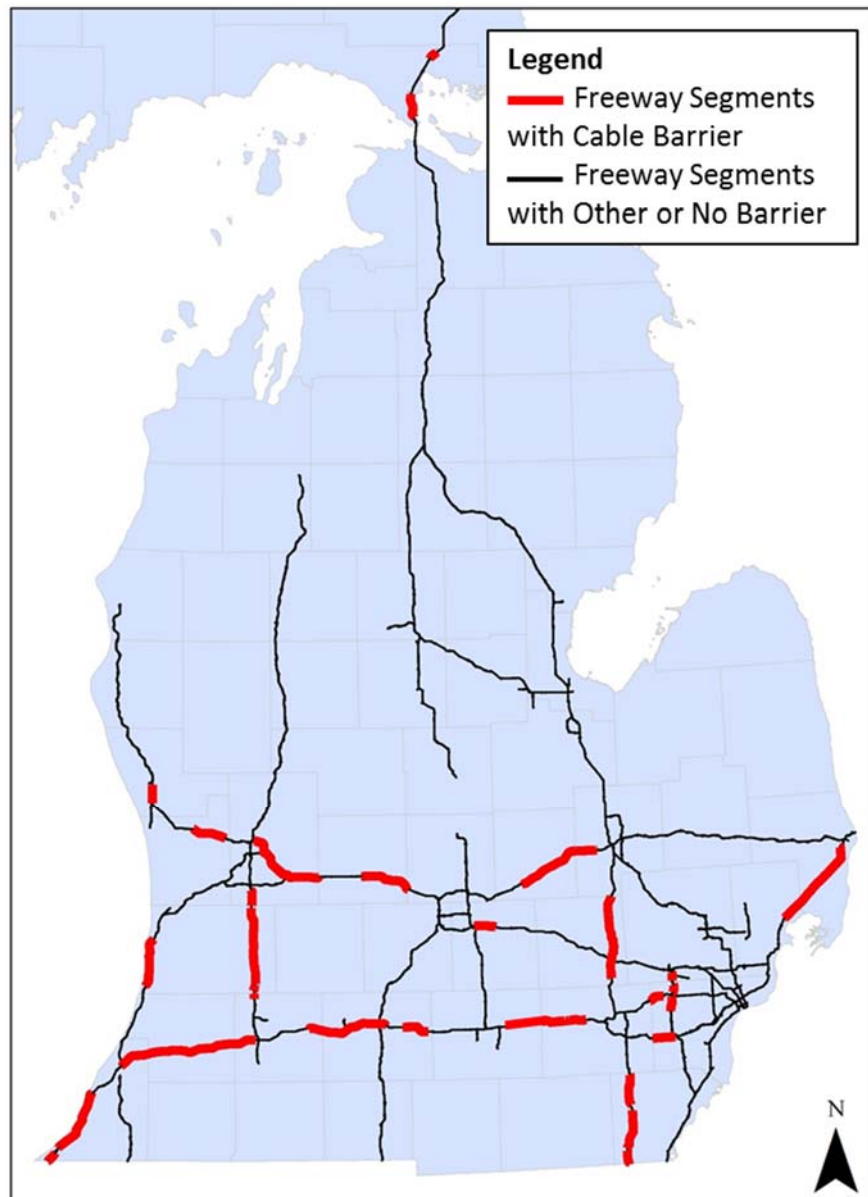 Legend
Freeway Segments
with Cable Barrier
Freeway Segments
with Other or No Barrier
N